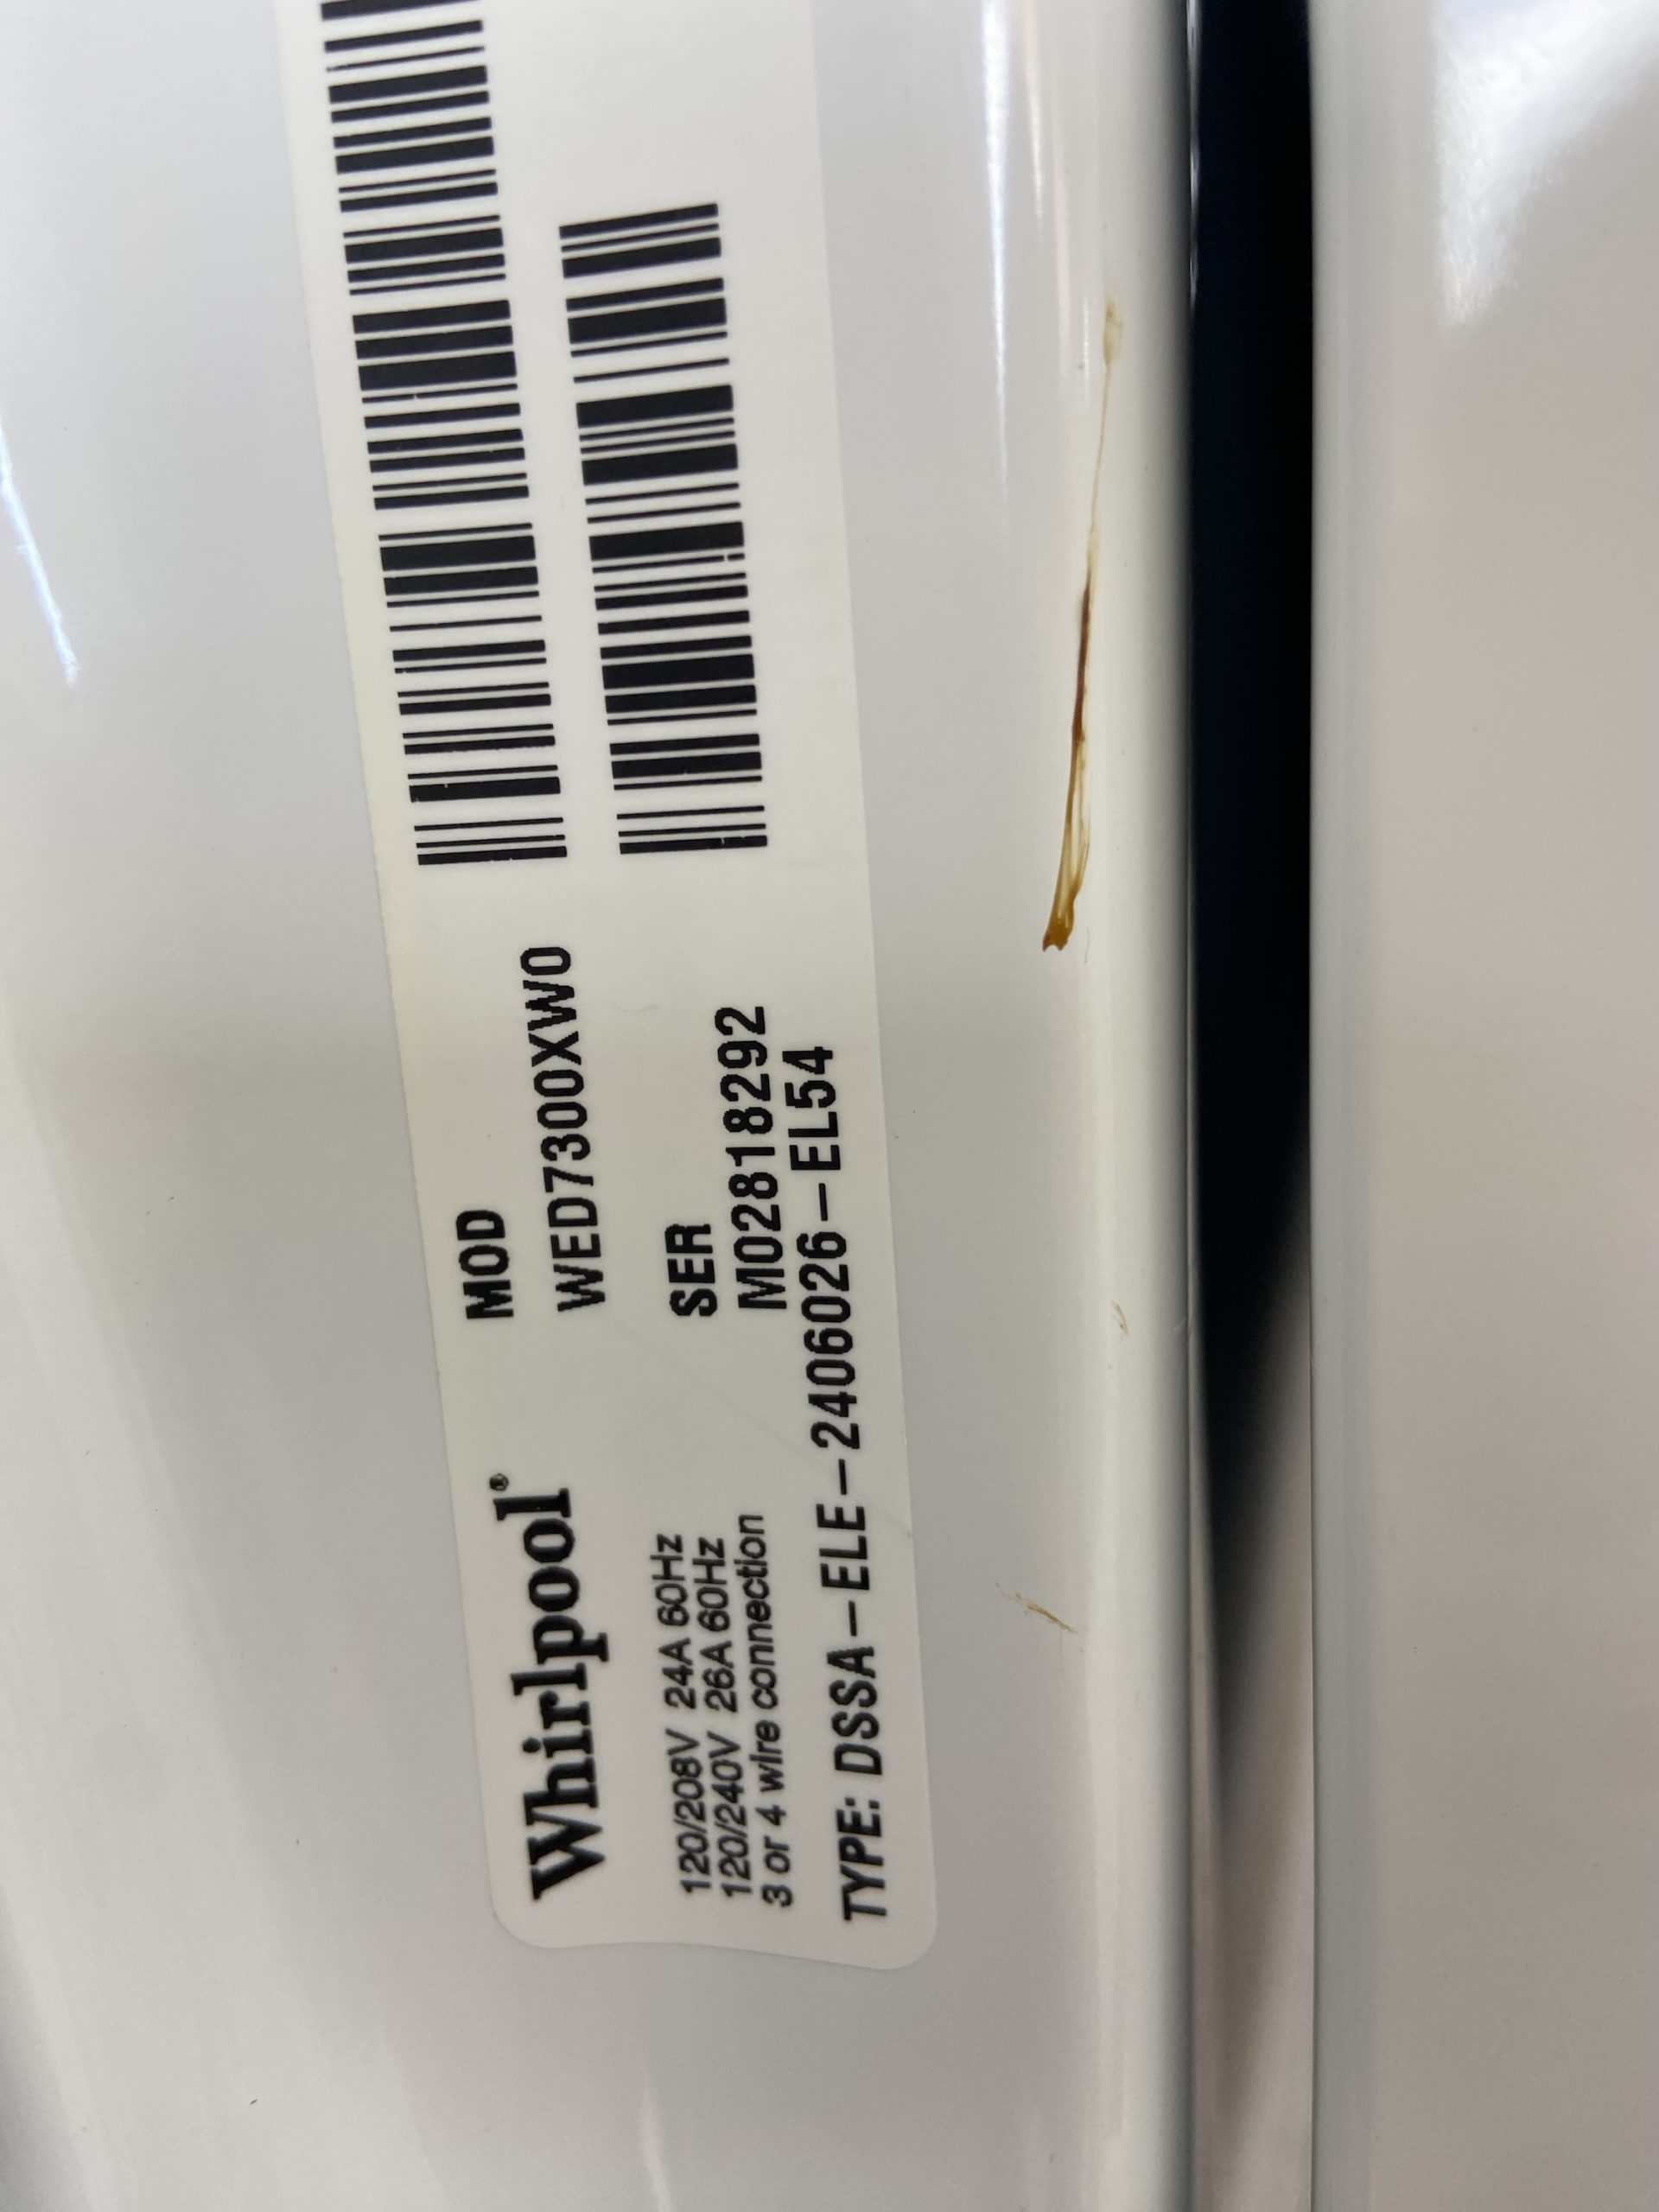 Whirlpool®
MOD
WED7300XW0
120/208V 24A 60Hz
120/240V 26A 60Hz
3 or 4 wire connection
SER
M02818292
TYPE: DSSA-ELE-2406026-EL54